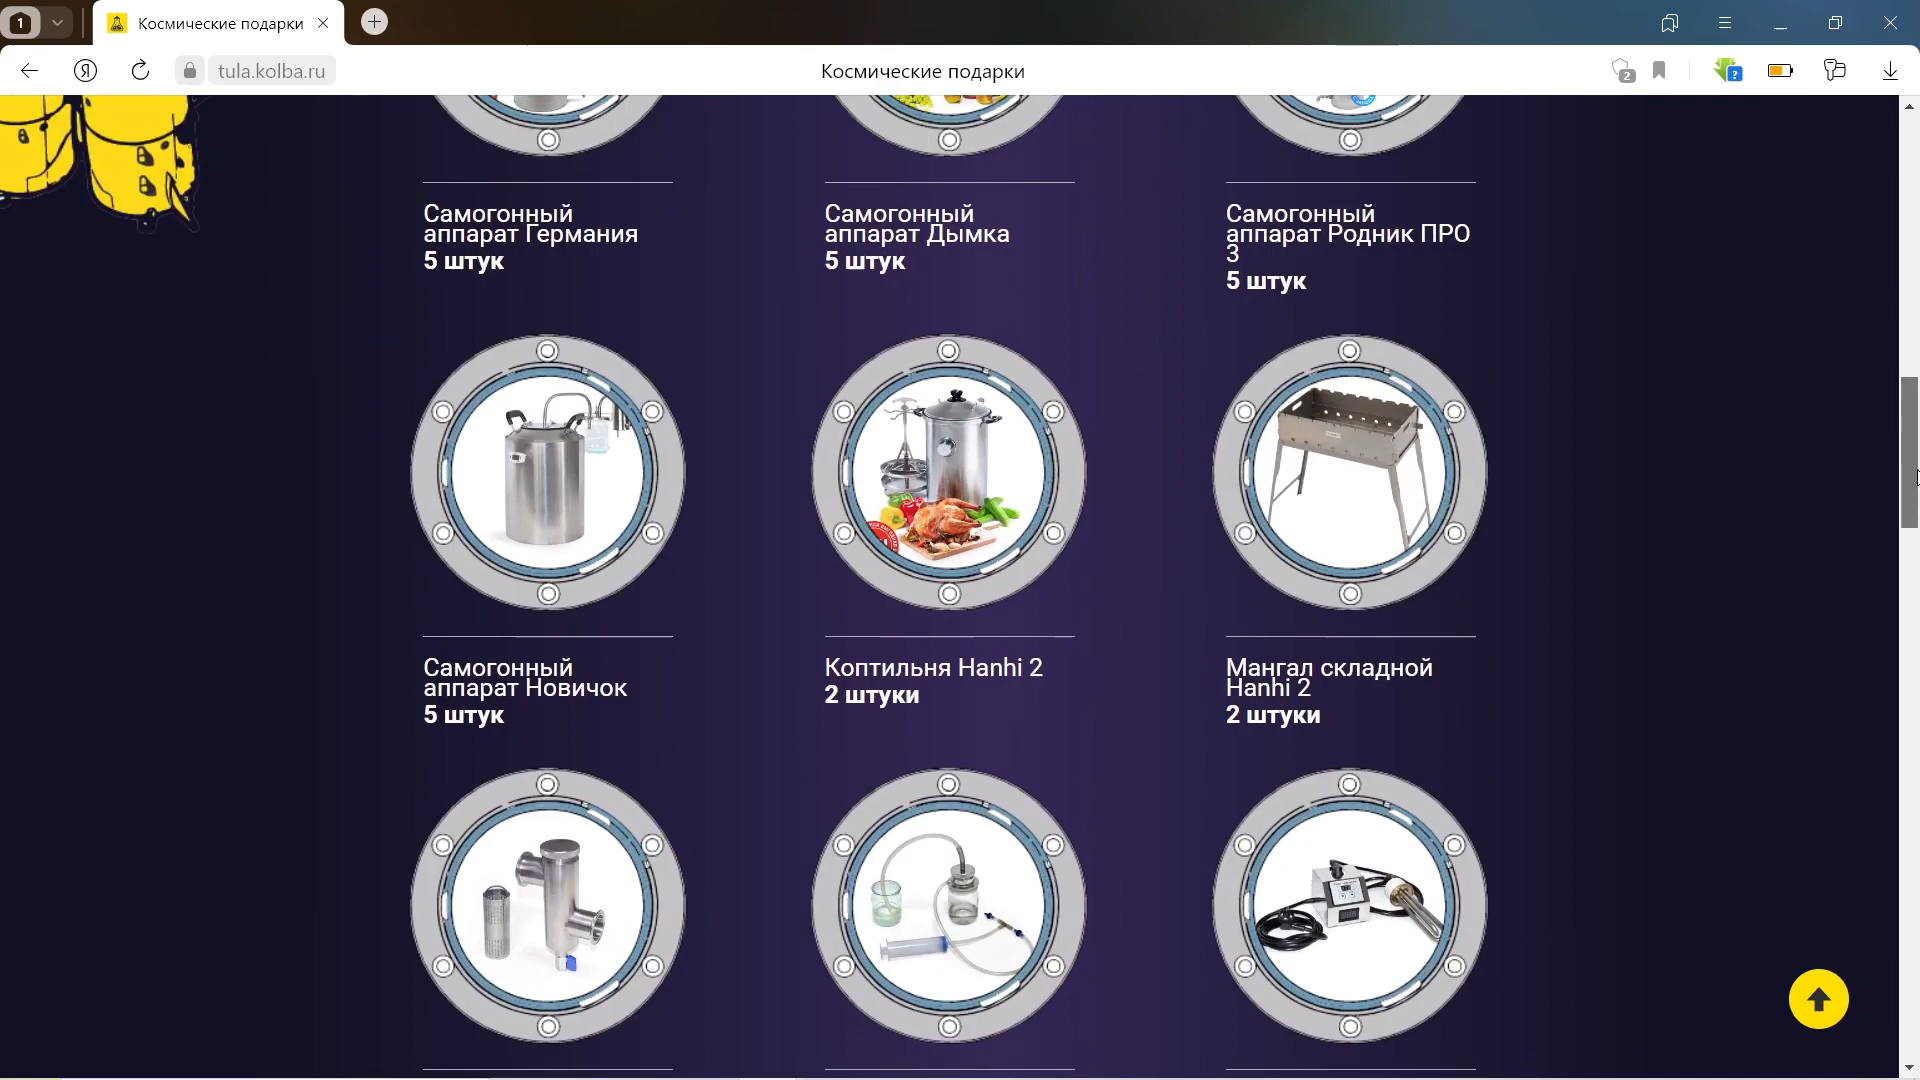 1
Космические подарки
tula.kolba.ru
Космические подарки
2
?
Самогонный
аппарат Германия
5 штук
Самогонный
аппарат Дымка
5 штук
Самогонный
аппарат Родник ПРО
3
5 штук
Самогонный
аппарат Новичок
5 штук
Коптильня Hanhi 2
2 штуки
Мангал складной
Hanhi 2
2 штуки